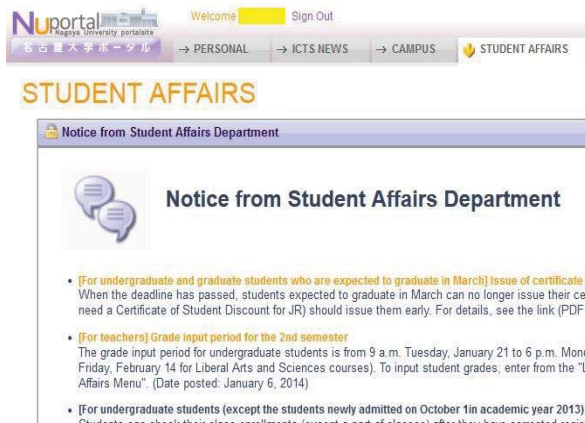 NUportal
Nagoya University portalsite
名古屋大学ポータル
Welcome Sign Out
→ PERSONAL → ICTS NEWS → CAMPUS STUDENT AFFAIRS
STUDENT AFFAIRS
Notice from Student Affairs Department
Notice from Student Affairs Department
• [For undergraduate and graduate students who are expected to graduate in March] Issue of certificate
When the deadline has passed, students expected to graduate in March can no longer issue their ce
need a Certificate of Student Discount for JR) should issue them early. For details, see the link (PDF
• [For teachers] Grade input period for the 2nd semester
The grade input period for undergraduate students is from 9 a.m. Tuesday, January 21 to 6 p.m. Mon
Friday, February 14 for Liberal Arts and Sciences courses). To input student grades, enter from the "L
Affairs Menu". (Date posted: January 6, 2014)
• [For undergraduate students (except the students newly admitted on October 1in academic year 2013)